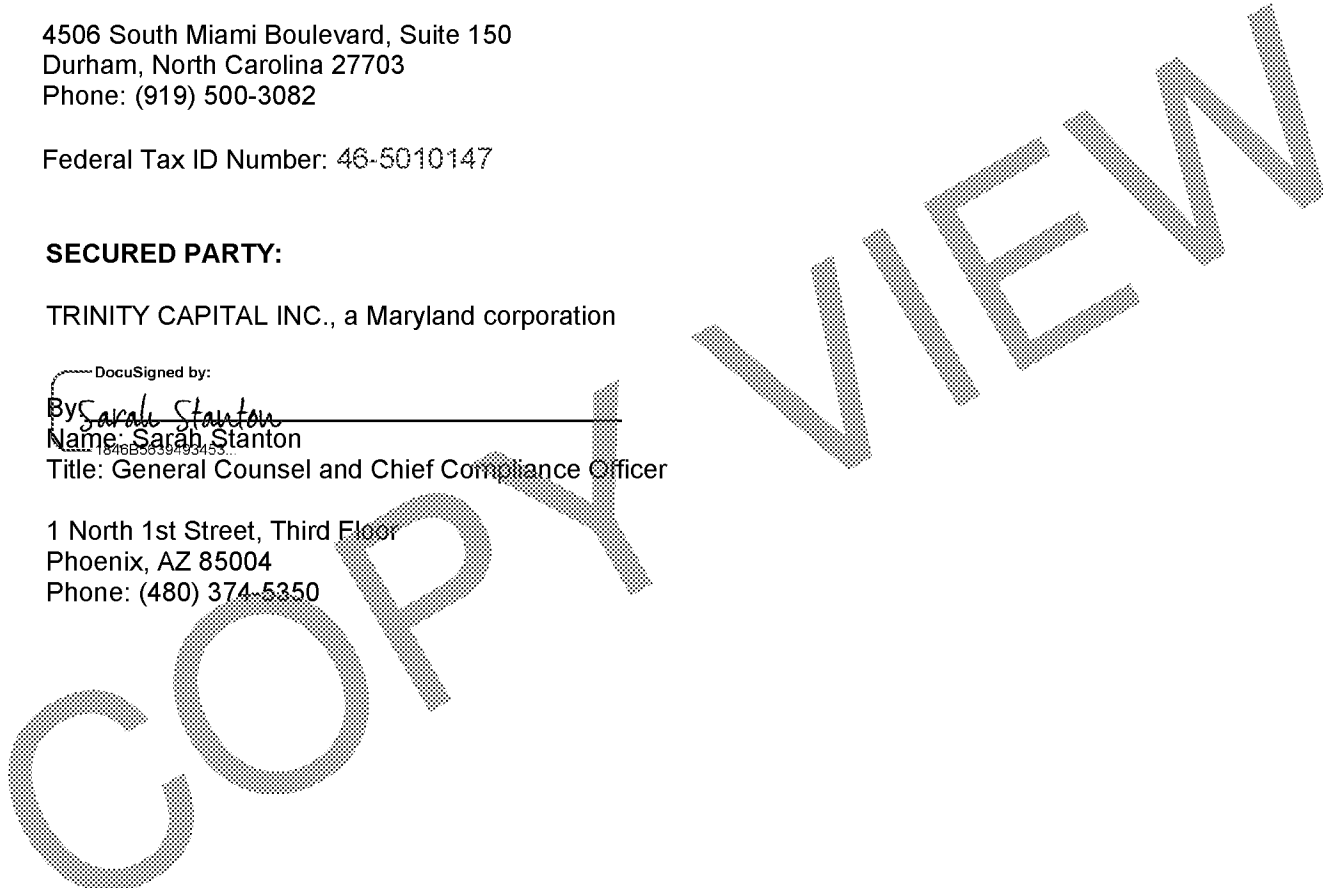 4506 South Miami Boulevard, Suite 150
Durham, North Carolina 27703
Phone: (919) 500-3082
Federal Tax ID Number: 46-5010147
SECURED PARTY:
TRINITY CAPITAL INC., a Maryland corporation
DocuSigned by:
By Sarah Stanton
Name: Sarah Stanton
1846B5639493453...
Title: General Counsel and Chief Compliance Officer
1 North 1st Street, Third Floor
Phoenix, AZ 85004
Phone: (480) 374-5350
COPY VIEW